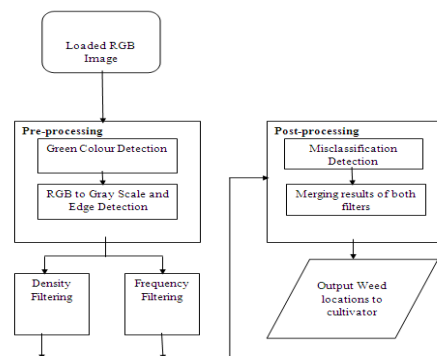 Loaded RGB
Image
Pre-processing
Green Colour Detection
RGB to Gray Scale and
Edge Detection
Density
Filtering
Frequency
Filtering
Post-processing
Misclassification
Detection
Merging results of both
filters
Output Weed
locations to
cultivator